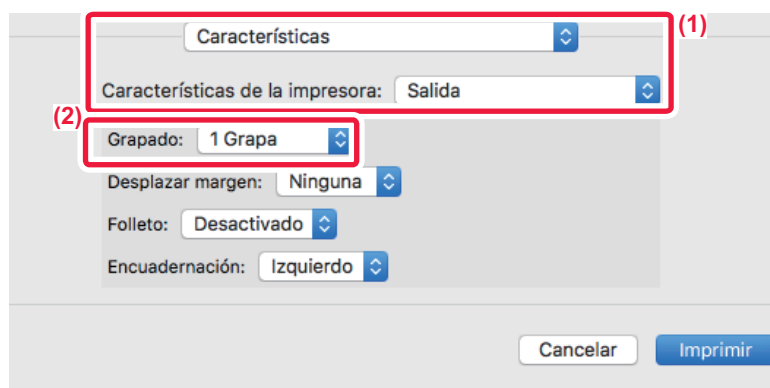 Características (1)
Características de la impresora: Salida
(2)
Grapado: 1 Grapa
Desplazar margen: Ninguna
Folleto: Desactivado
Encuadernación: Izquierdo
Cancelar Imprimir